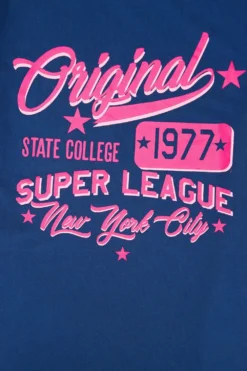 Original
STATE COLLEGE 1977
SUPER LEAGUE
New York City